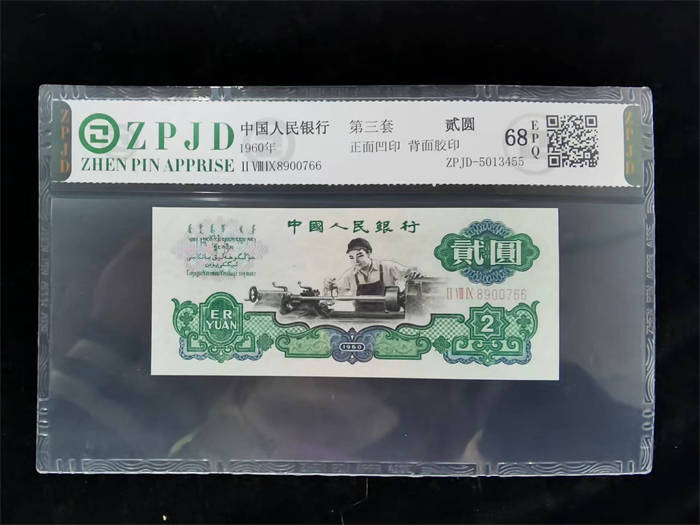 ZPJD
ZPJD 中国人民银行 第三套 贰圆 68 EPQ
ZHEN PIN APPRISE 1960年 正面凹印 背面胶印
II VIII IX 8900766 ZPJD-5013455
ZPJD
中國人民銀行
貳圓
II VIII IX 8900766
ER
YUAN
2
1960